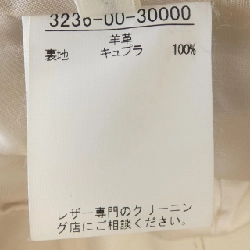 3236-00-30000
羊革
裏地 キュプラ 100%
レザー専門のクリーニン
グ店にご相談ください。